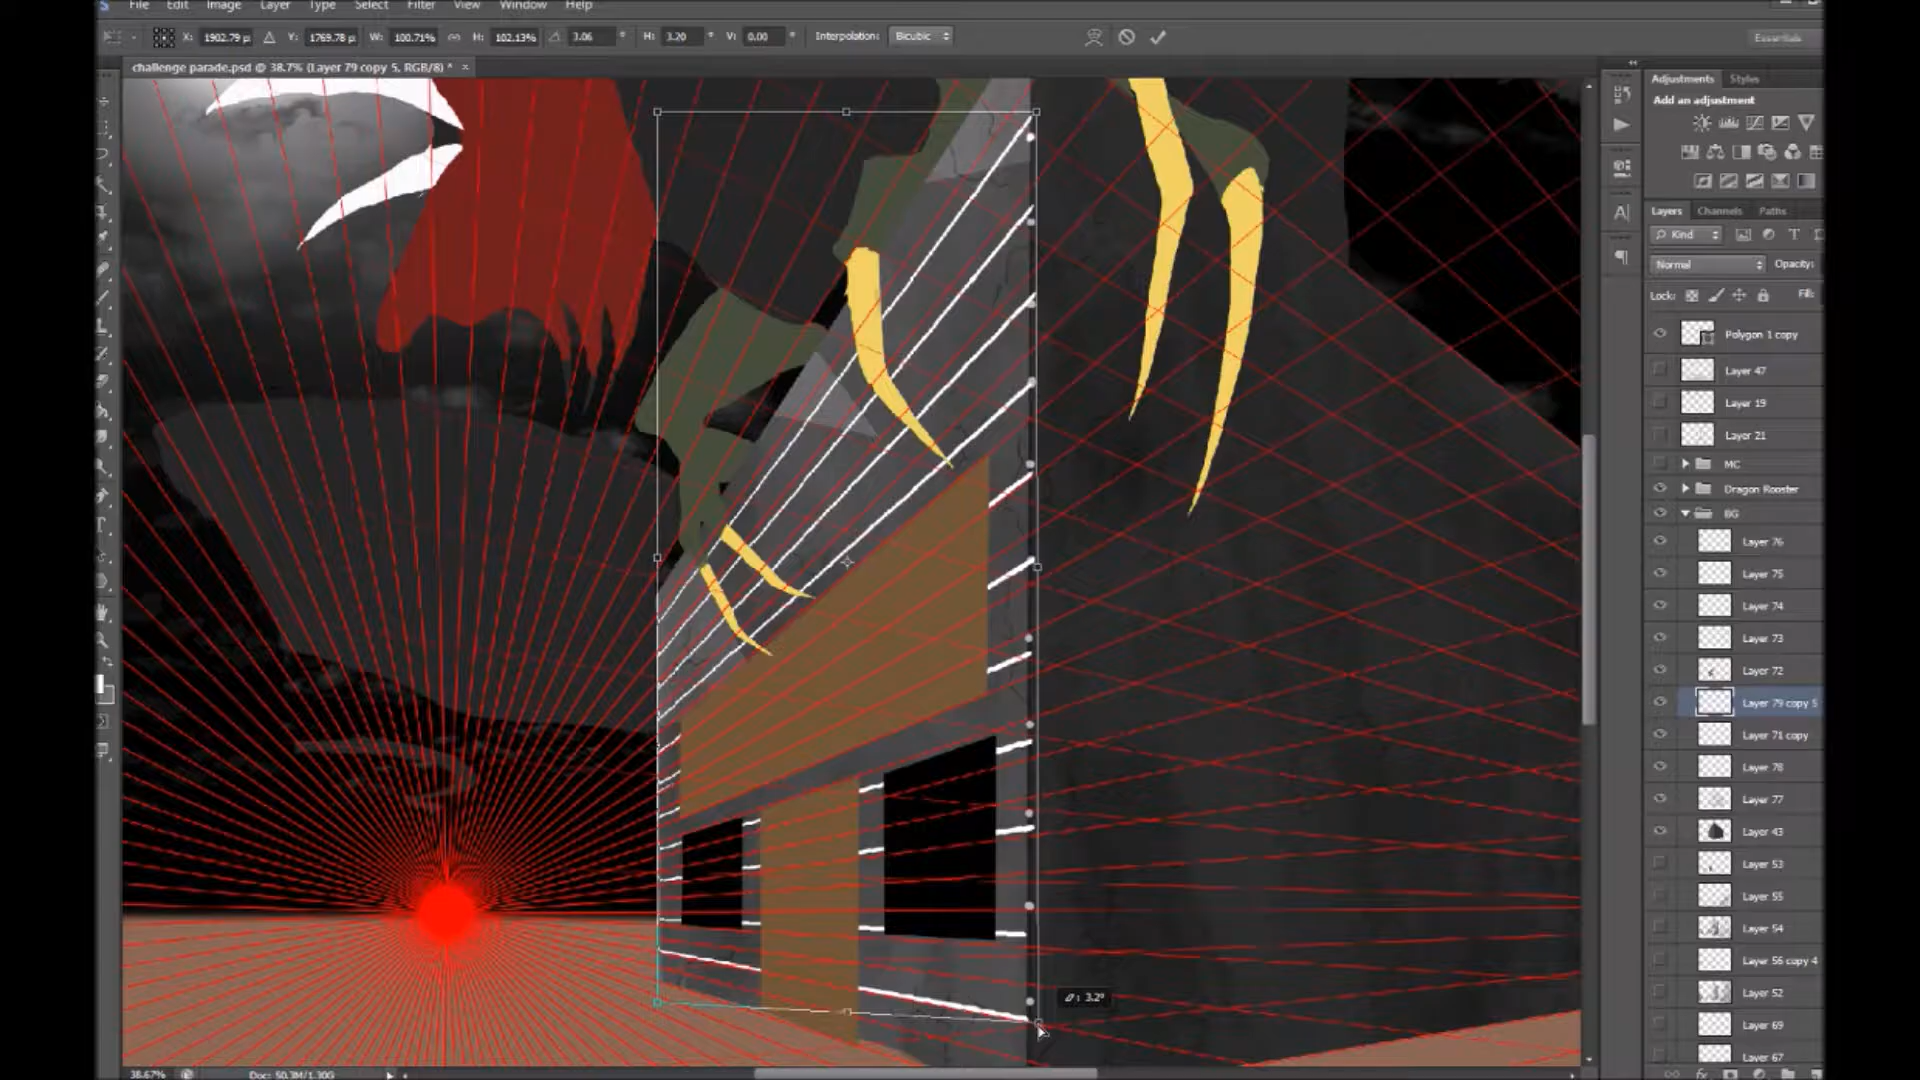 File Edit Image Layer Type Select Filter View Window Help
X: 1902.79 p Y: 1769.78 p W: 100.71% H: 102.13% 3.06 ° H: 3.20 ° V: 0.00 ° Interpolation: Bicubic Essentials
challenge parade.psd @ 38.7% (Layer 79 copy 5, RGB/8) * ×
Adjustments Styles
Add an adjustment
Layers Channels Paths
Kind
Normal Opacity:
Lock: Fill:
Polygon 1 copy
Layer 47
Layer 19
Layer 21
MC
Dragon Rooster
BG
Layer 76
Layer 75
Layer 74
Layer 73
Layer 72
Layer 79 copy 5
Layer 71 copy
Layer 78
Layer 77
Layer 43
Layer 53
Layer 55
Layer 54
Layer 56 copy 4
Layer 52
Layer 69
Layer 67
3.2°
38.67% Doc: 50.3M/1.30G